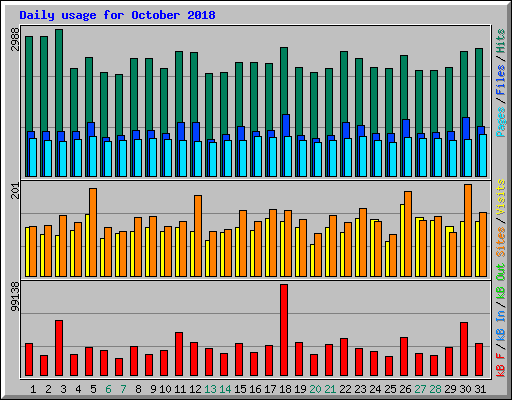 Daily usage for October 2018
2988
Pages / Files / Hits
201
Sites / Visits
99138
kB F / kB In / kB Out
1 2 3 4 5 6 7 8 9 10 11 12 13 14 15 16 17 18 19 20 21 22 23 24 25 26 27 28 29 30 31